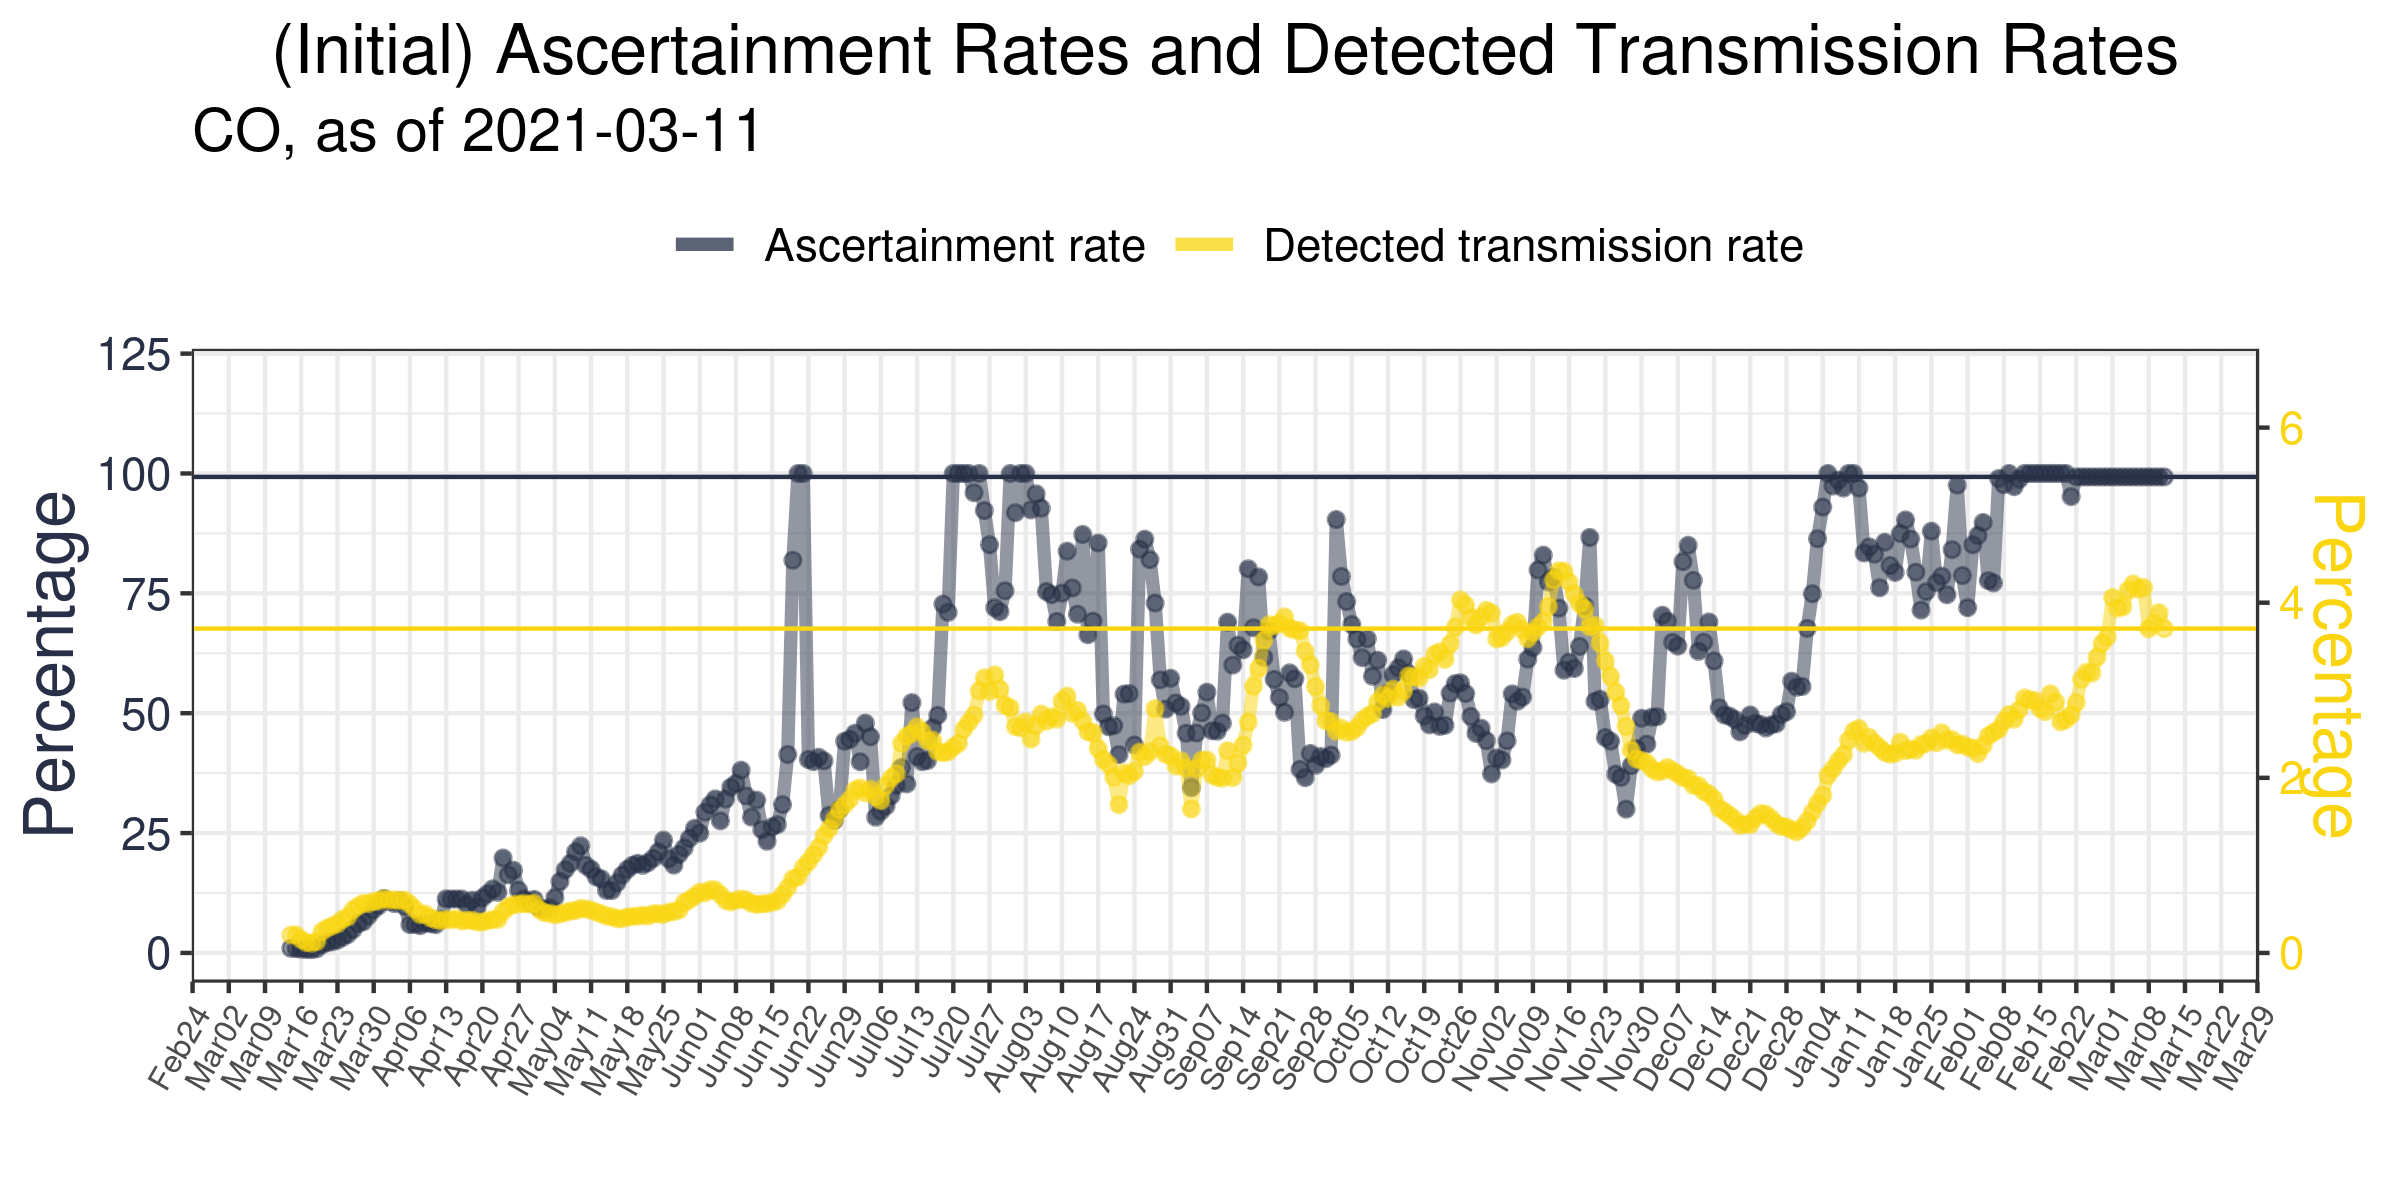 (Initial) Ascertainment Rates and Detected Transmission Rates
CO, as of 2021-03-11
Ascertainment rate
Detected transmission rate
125
100
75
50
25
0
Percentage
6
4
2
0
Percentage
Feb24
Mar02
Mar09
Mar16
Mar23
Mar30
Apr06
Apr13
Apr20
Apr27
May04
May11
May18
May25
Jun01
Jun08
Jun15
Jun22
Jun29
Jul06
Jul13
Jul20
Jul27
Aug03
Aug10
Aug17
Aug24
Aug31
Sep07
Sep14
Sep21
Sep28
Oct05
Oct12
Oct19
Oct26
Nov02
Nov09
Nov16
Nov23
Nov30
Dec07
Dec14
Dec21
Dec28
Jan04
Jan11
Jan18
Jan25
Feb01
Feb08
Feb15
Feb22
Mar01
Mar08
Mar15
Mar22
Mar29